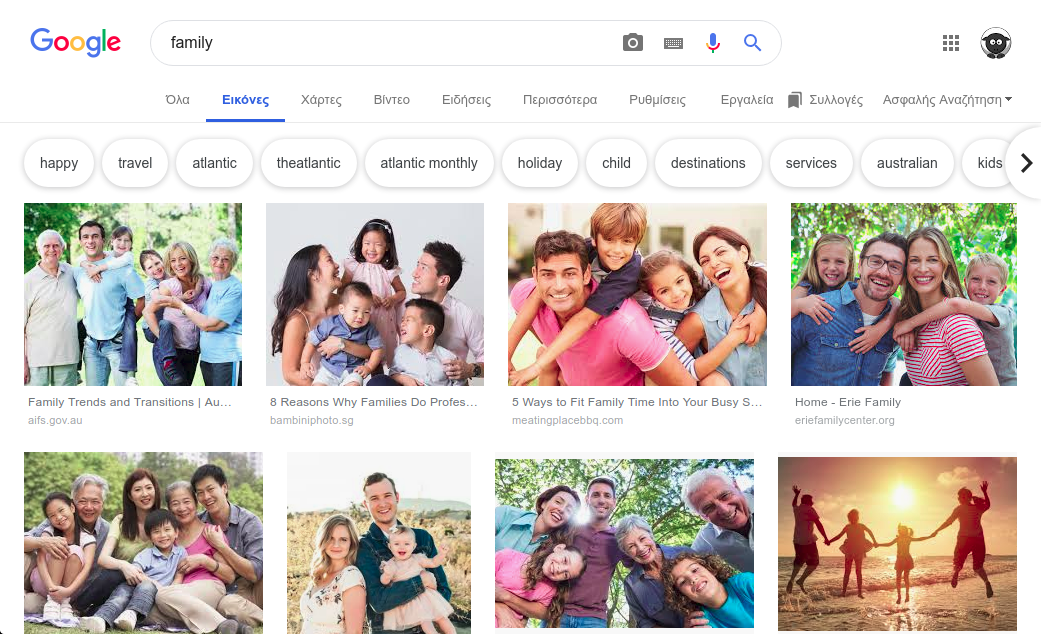 Google
family
Όλα Εικόνες Χάρτες Βίντεο Ειδήσεις Περισσότερα Ρυθμίσεις Εργαλεία Συλλογές Ασφαλής Αναζήτηση
happy travel atlantic theatlantic atlantic monthly holiday child destinations services australian kids
Family Trends and Transitions | Au... 8 Reasons Why Families Do Profes... 5 Ways to Fit Family Time Into Your Busy S... Home - Erie Family
aifs.gov.au bambiniphoto.sg meatingplacebbq.com eriefamilycenter.org